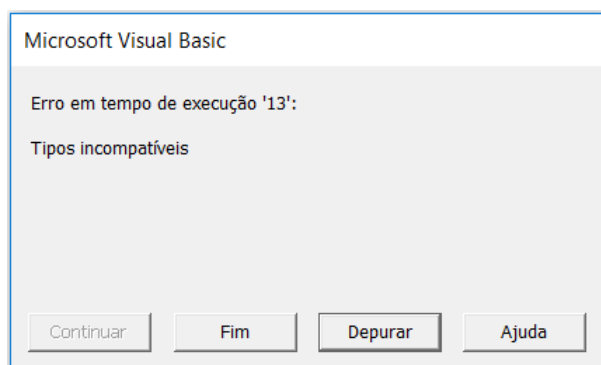 Microsoft Visual Basic
Erro em tempo de execução '13':
Tipos incompatíveis
Continuar Fim Depurar Ajuda